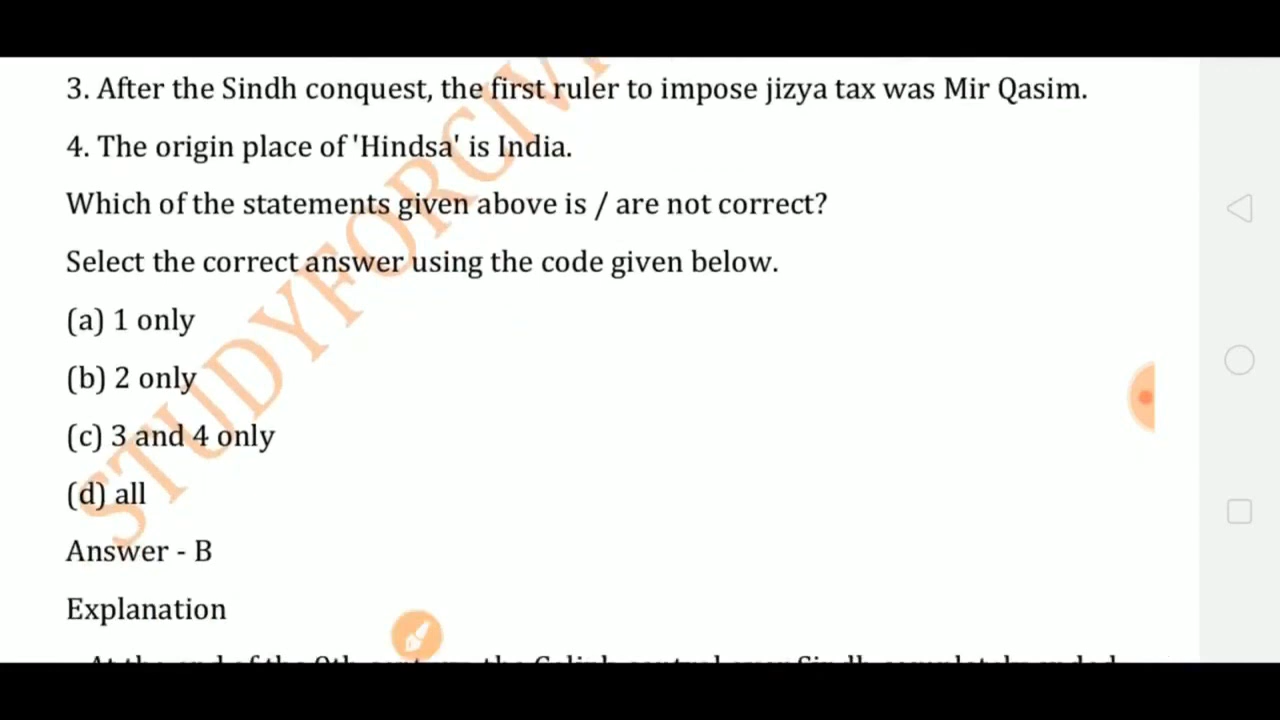 3. After the Sindh conquest, the first ruler to impose jizya tax was Mir Qasim.
4. The origin place of 'Hindsa' is India.
Which of the statements given above is / are not correct?
Select the correct answer using the code given below.
(a) 1 only
(b) 2 only
(c) 3 and 4 only
(d) all
Answer - B
Explanation
STUDYFORCIV